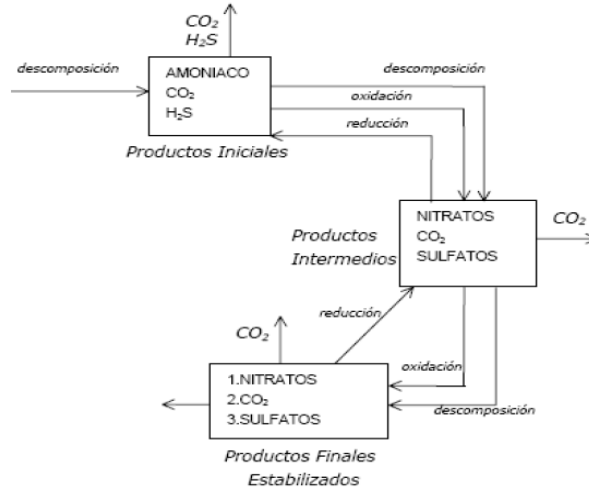 CO₂
H₂S
descomposición
AMONIACO
CO₂
H₂S
descomposición
oxidación
reducción
Productos Iniciales
NITRATOS
CO₂
SULFATOS
CO₂
Productos
Intermedios
reducción
CO₂
oxidación
1.NITRATOS
2.CO₂
3.SULFATOS
descomposición
Productos Finales
Estabilizados